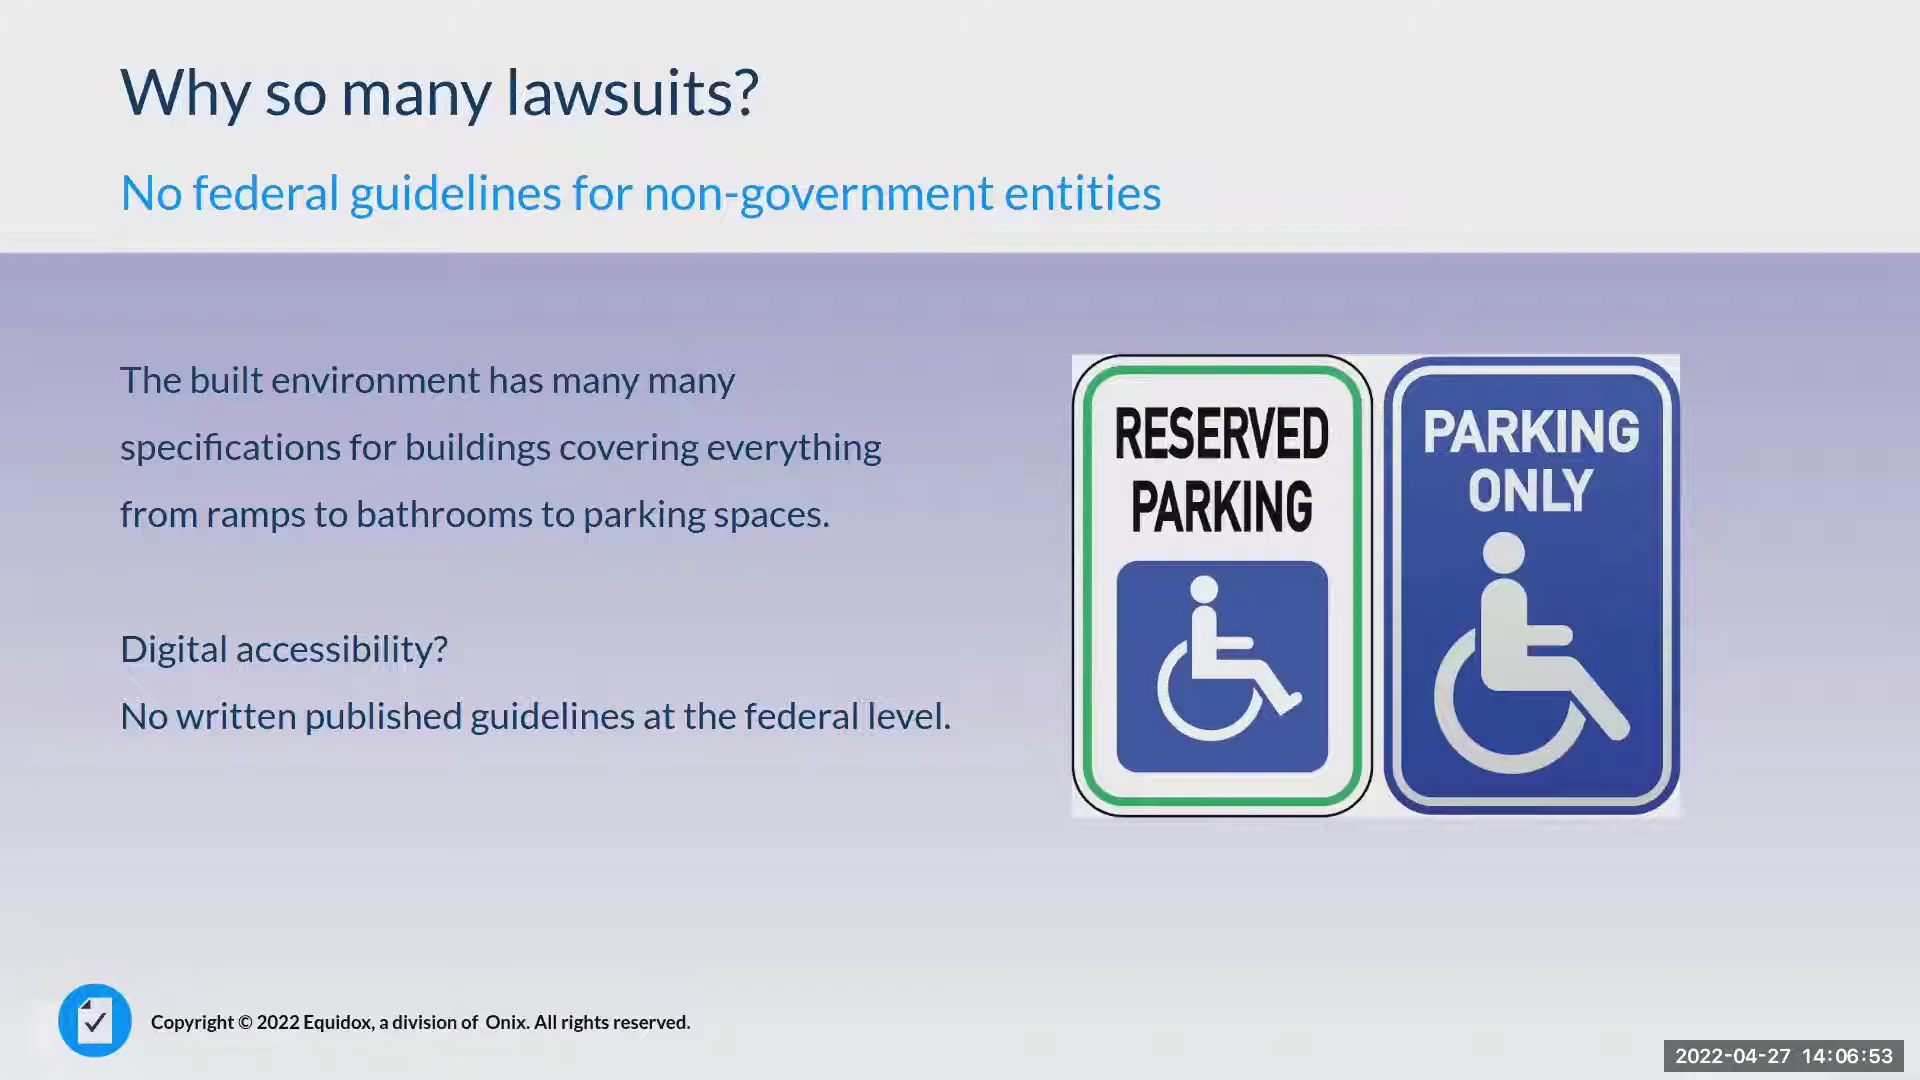 Why so many lawsuits?
No federal guidelines for non-government entities
The built environment has many many
specifications for buildings covering everything
from ramps to bathrooms to parking spaces.
Digital accessibility?
No written published guidelines at the federal level.
RESERVED
PARKING
PARKING
ONLY
Copyright © 2022 Equidox, a division of Onix. All rights reserved.
2022-04-27 14:06:53